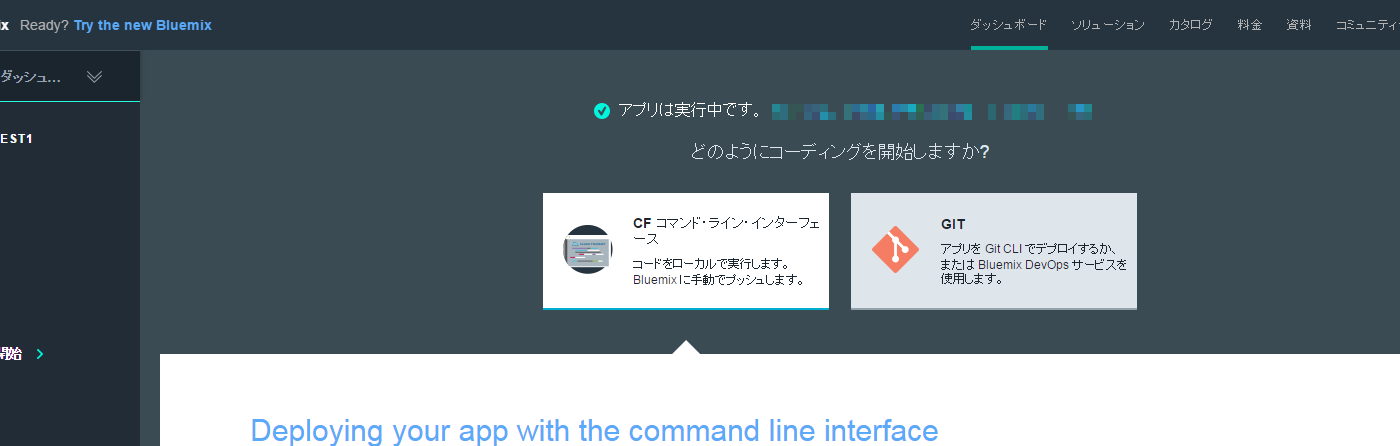 ix Ready? Try the new Bluemix
ダッシュボード ソリューション カタログ 料金 資料 コミュニティ
ダッシュ...
EST1
開始
アプリは実行中です。
どのようにコーディングを開始しますか?
CF コマンド・ライン・インターフェ
ース
コードをローカルで実行します。
Bluemix に手動でプッシュします。
GIT
アプリを Git CLI でデプロイするか、
または Bluemix DevOps サービスを
使用します。
Deploying your app with the command line interface